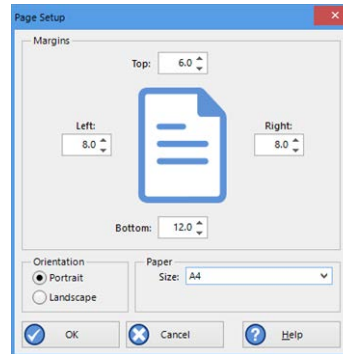 Page Setup
Margins
Top: 6.0
Left:
8.0
Right:
8.0
Bottom: 12.0
Orientation
Portrait
Landscape
Paper
Size: A4
OK
Cancel
Help